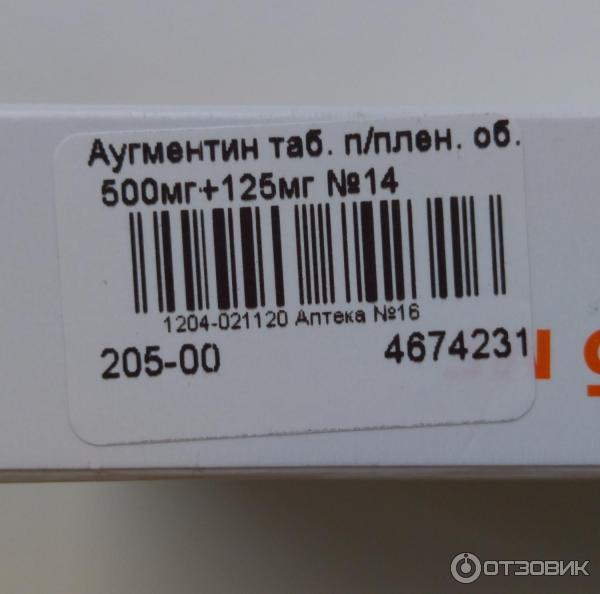 Аугментин таб. п/плен. об.
500мг+125мг №14
1204-021120 Аптека №16
205-00 4674231
ОТЗОВИК